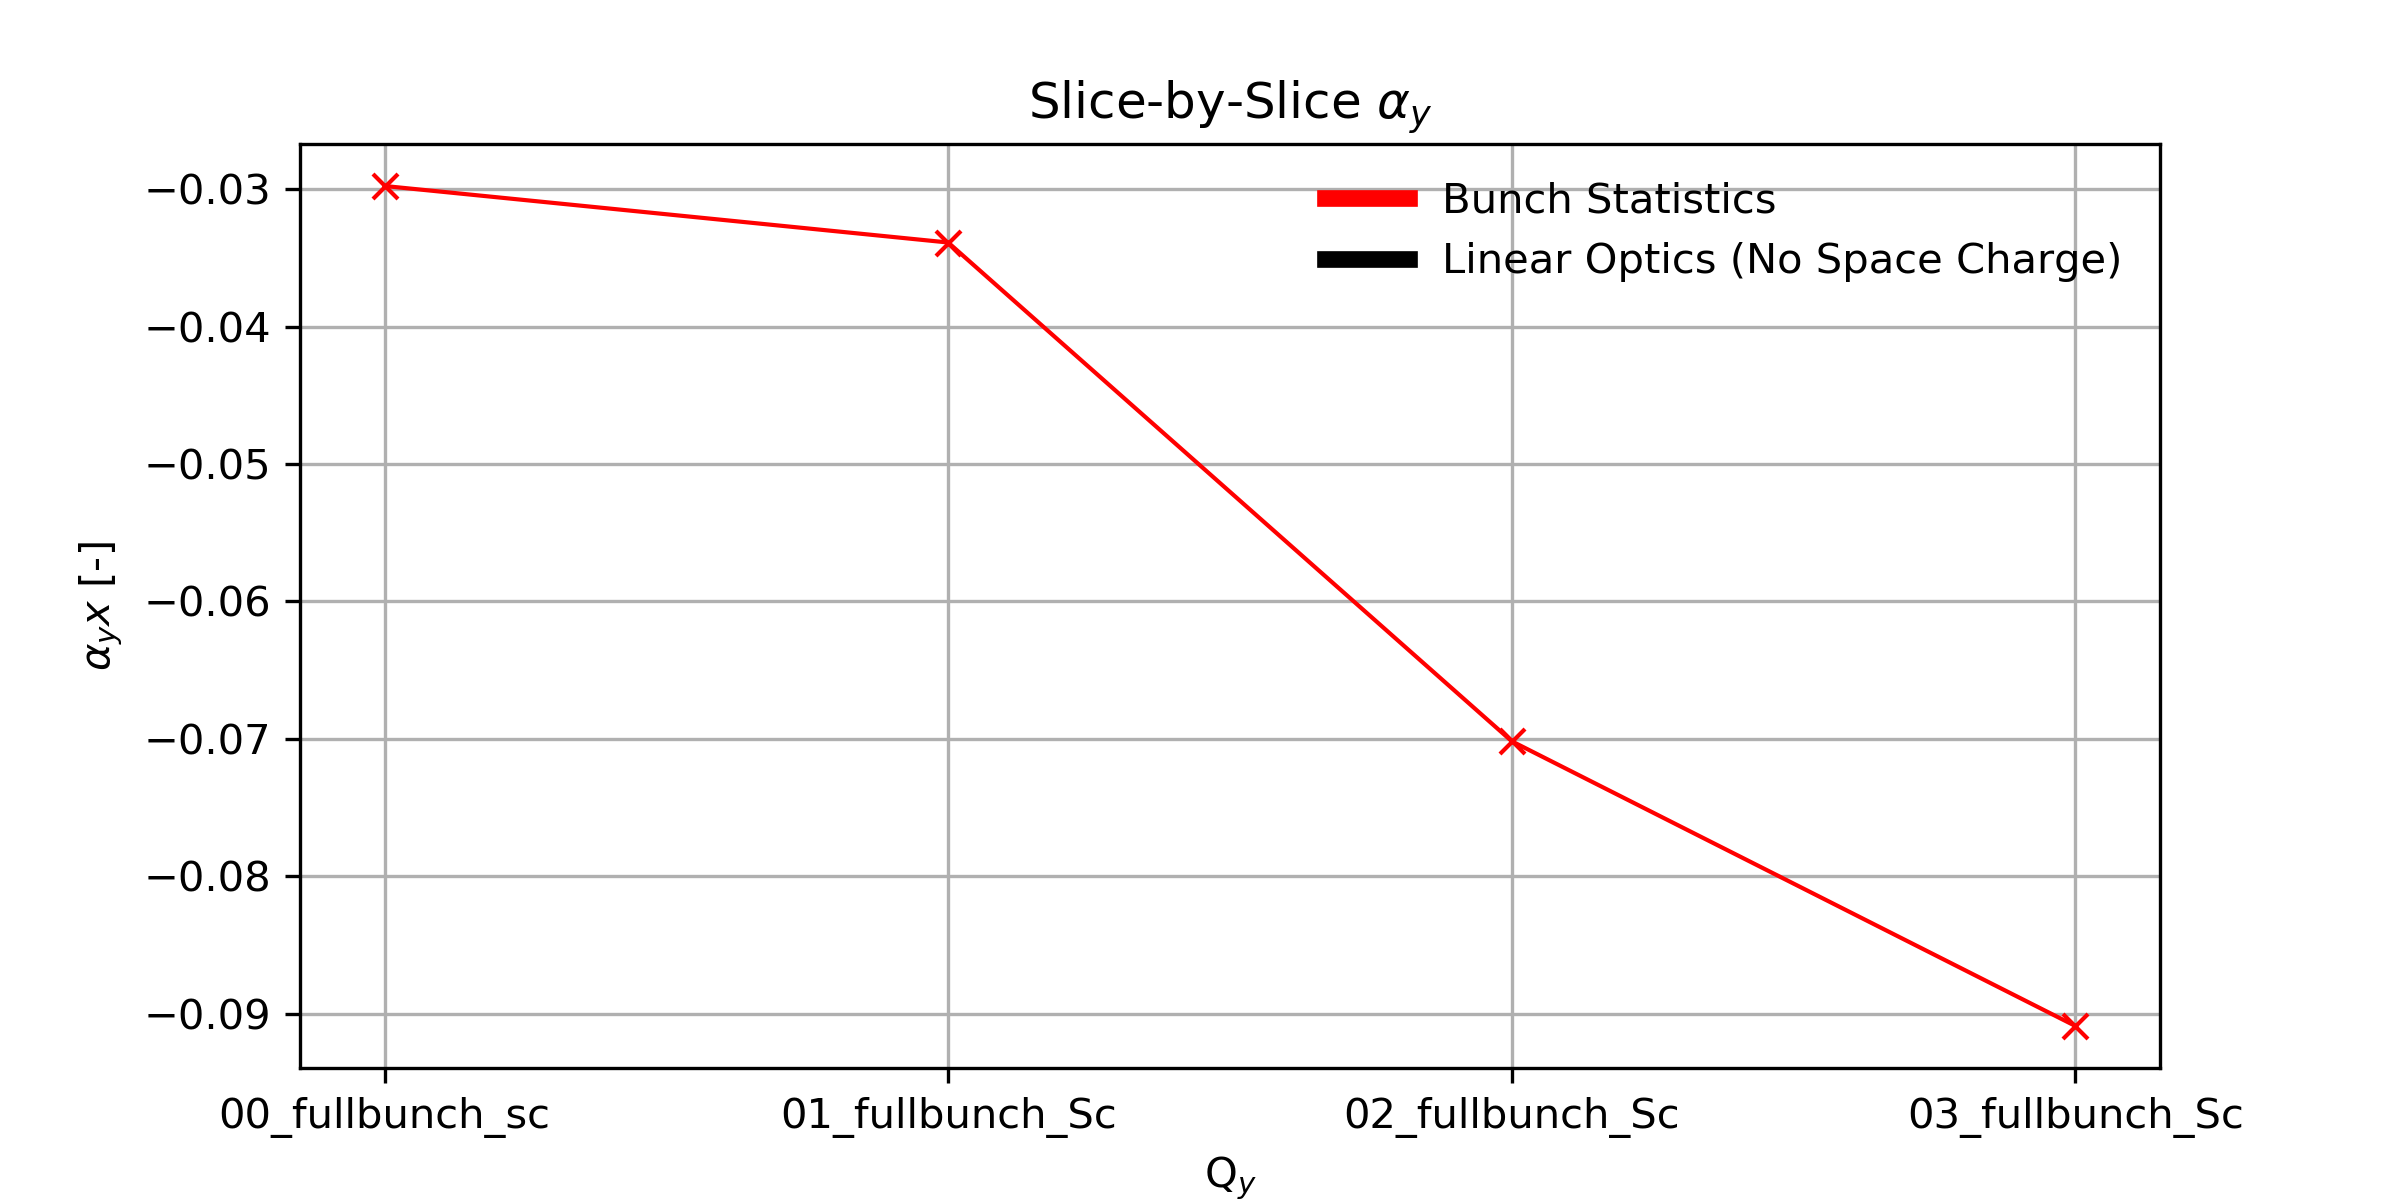 Slice-by-Slice αy
−0.03
−0.04
−0.05
−0.06
−0.07
−0.08
−0.09
αyx [-]
Bunch Statistics
Linear Optics (No Space Charge)
00_fullbunch_sc
01_fullbunch_Sc
02_fullbunch_Sc
03_fullbunch_Sc
Qy